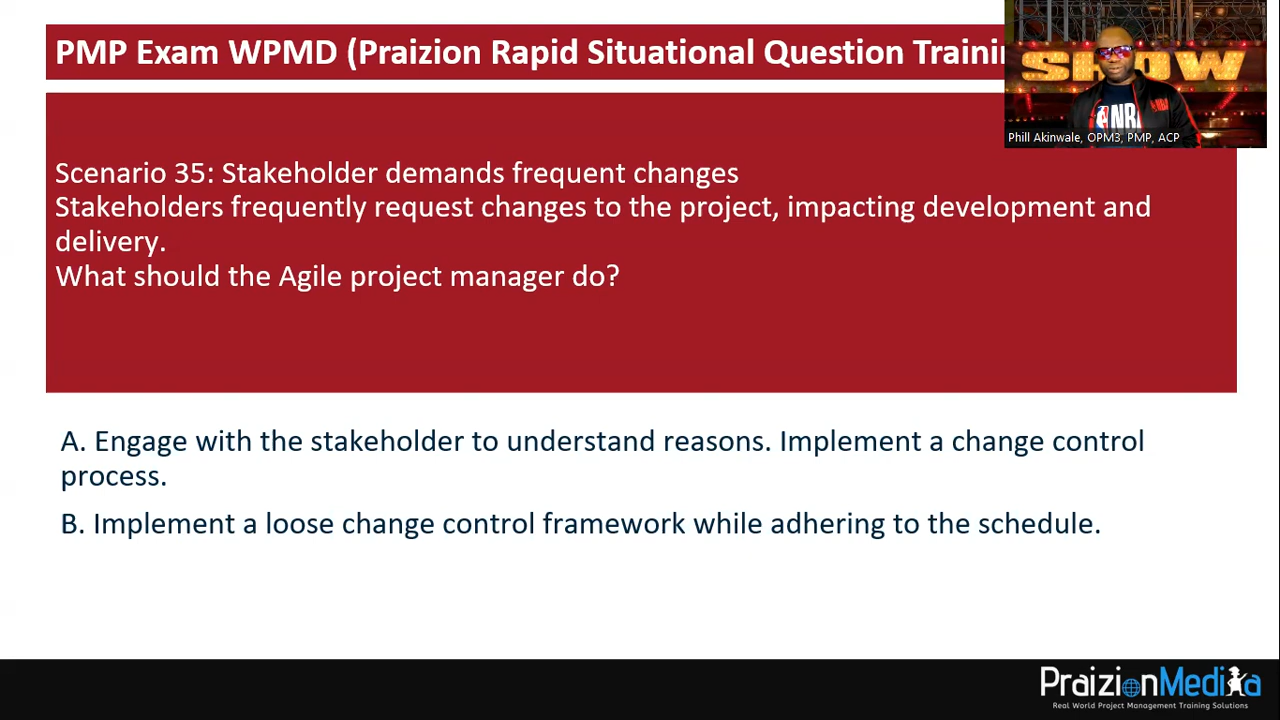 PMP Exam WPMD (Praizion Rapid Situational Question
SHOW
NBA
Phill Akinwale, OPM3, PMP, ACP
Scenario 35: Stakeholder demands frequent changes
Stakeholders frequently request changes to the project, impacting development and
delivery.
What should the Agile project manager do?
A. Engage with the stakeholder to understand reasons. Implement a change control
process.
B. Implement a loose change control framework while adhering to the schedule.
PraizionMedia
Real World Project Management Training Solutions